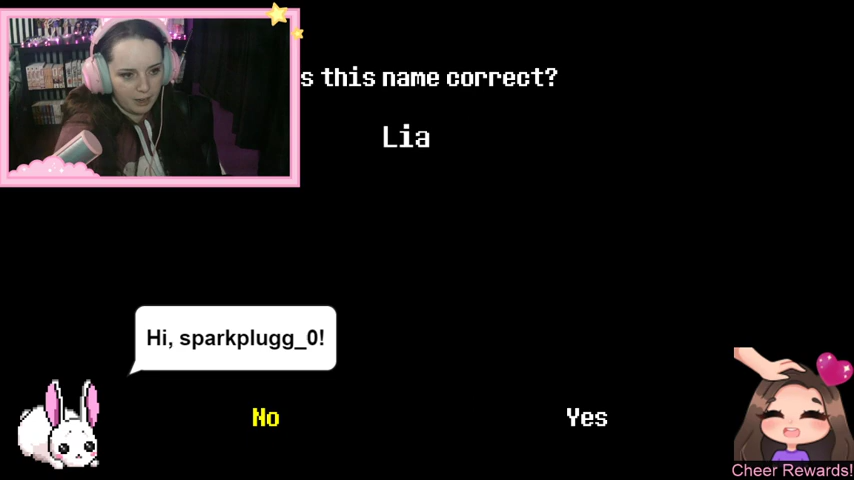 s this name correct?
Lia
Hi, sparkplugg_0!
No
Yes
Cheer Rewards!